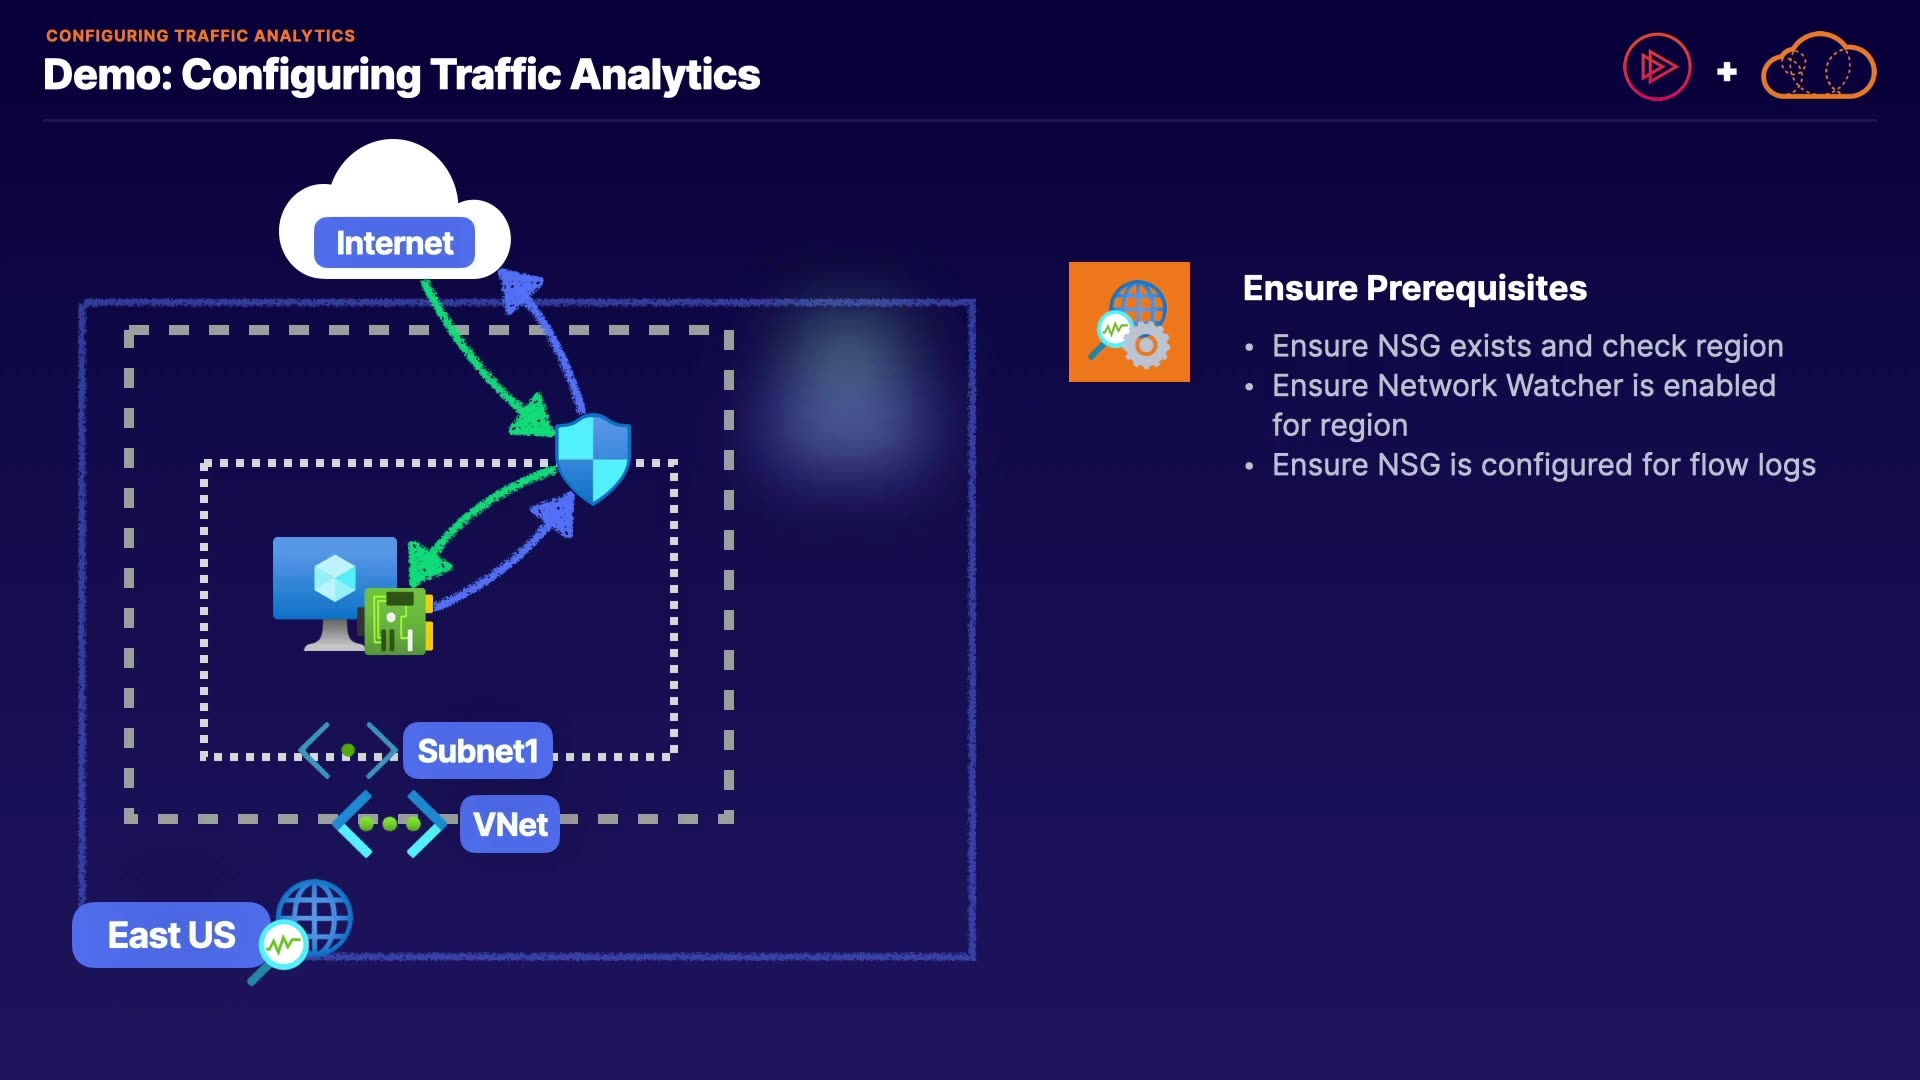 CONFIGURING TRAFFIC ANALYTICS
Demo: Configuring Traffic Analytics
Internet
Ensure Prerequisites
• Ensure NSG exists and check region
• Ensure Network Watcher is enabled
for region
• Ensure NSG is configured for flow logs
Subnet1
VNet
East US